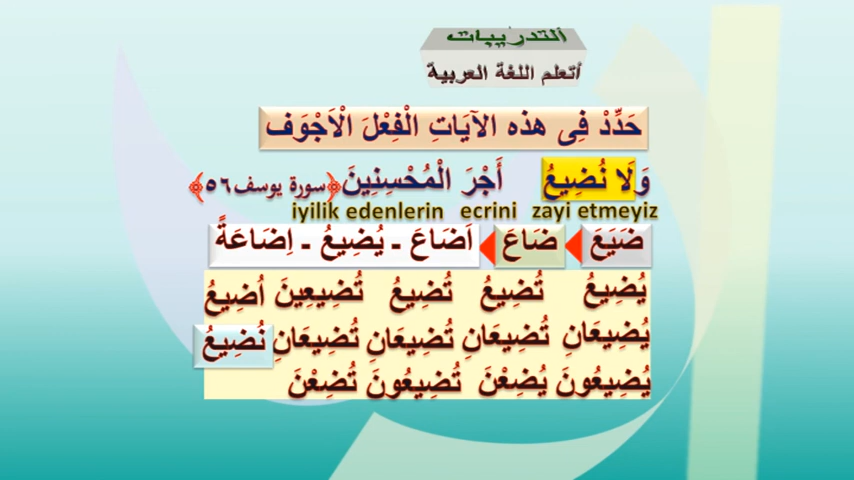 التدريبات
أتعلم اللغة العربية
حَدِّدْ فِى هذه الآيَاتِ الْفِعْلَ الْاَجْوَف
وَلَا نُضِيعُ أَجْرَ الْمُحْسِنِينَ ﴿سورة يوسف٥٦﴾
iyilik edenlerin ecrini zayi etmeyiz
ضَيَعَ ضَاعَ اَضَاعَ ـ يُضِيعُ ـ اِضَاعَةً
يُضِيعُ تُضِيعُ تُضِيعُ تُضِيعِينَ اُضِيعُ
يُضِيعَانِ تُضِيعَانِ تُضِيعَانِ تُضِيعَانِ نُضِيعُ
يُضِيعُونَ يُضِعْنَ تُضِيعُونَ تُضِعْنَ